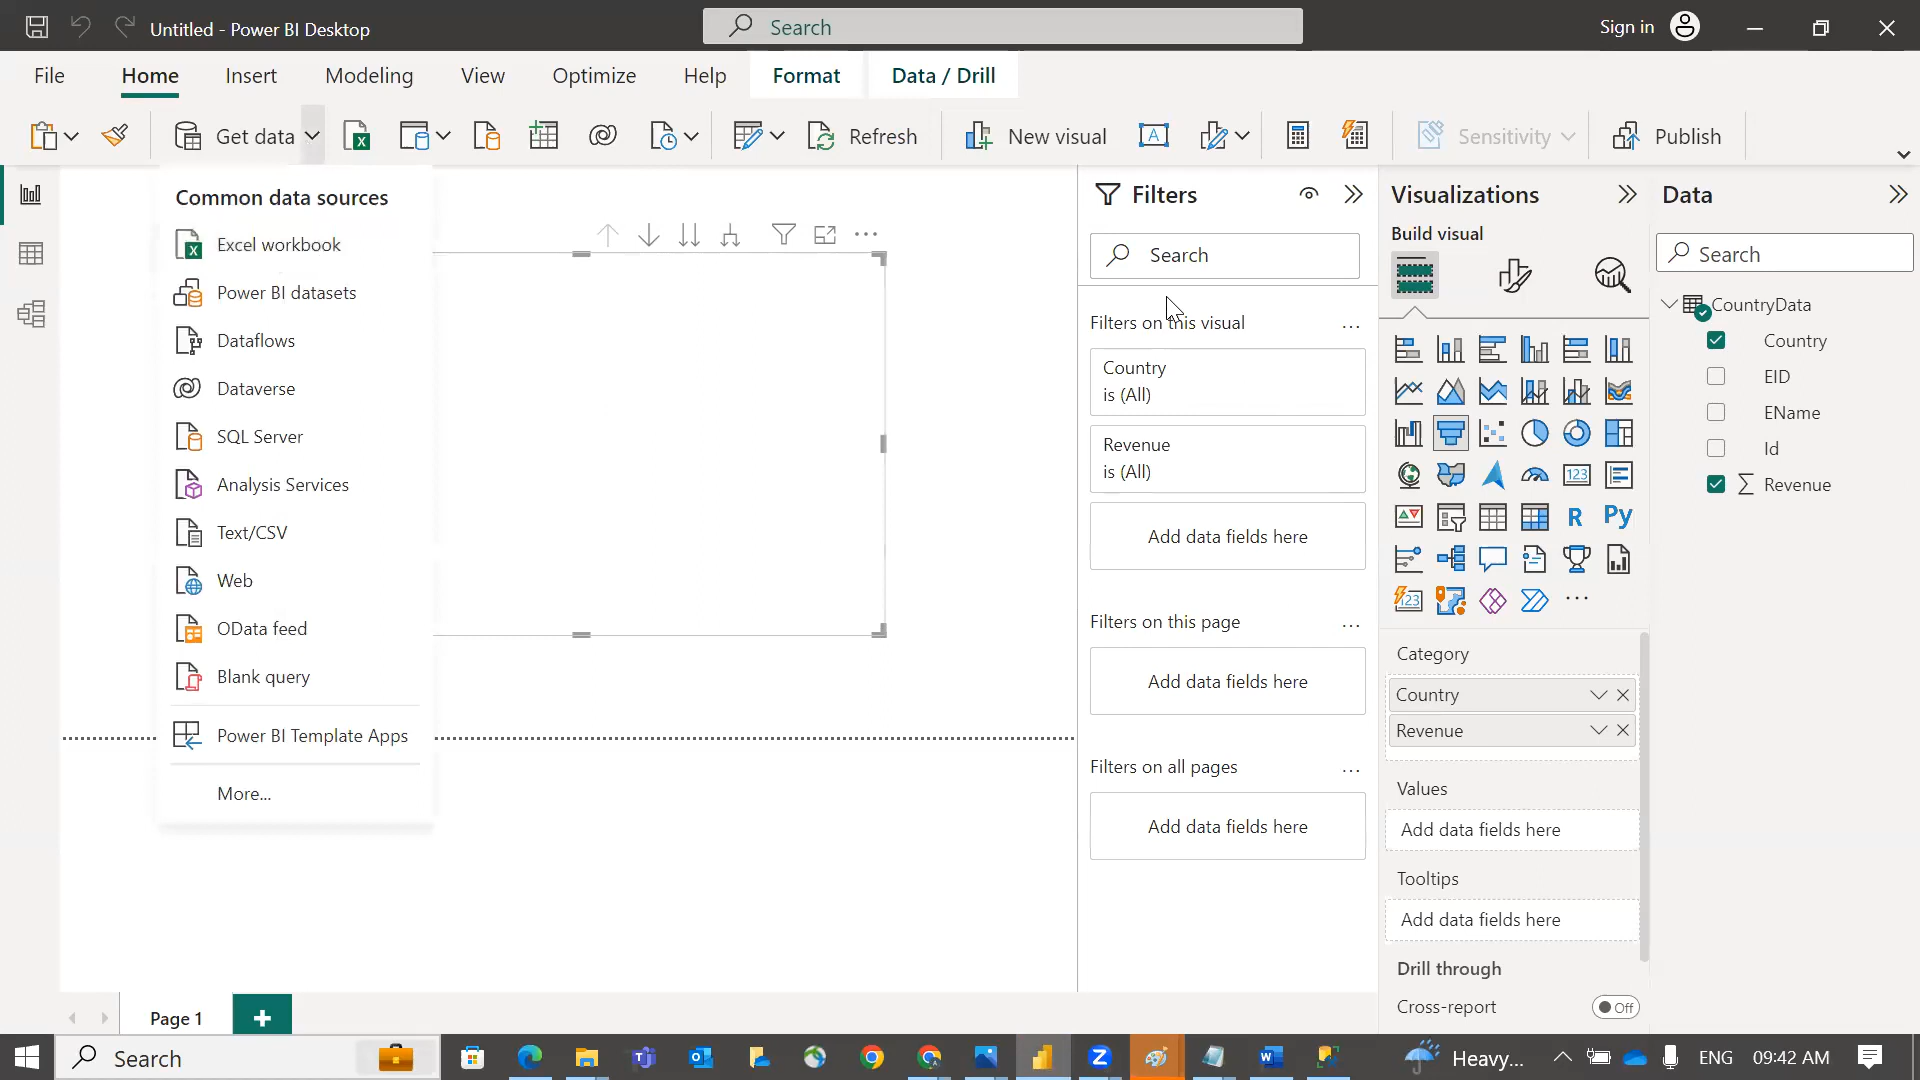 Untitled - Power BI Desktop
Search
Sign in
File
Home
Insert
Modeling
View
Optimize
Help
Format
Data / Drill
Get data
Refresh
New visual
Sensitivity
Publish
Common data sources
Excel workbook
Power BI datasets
Dataflows
Dataverse
SQL Server
Analysis Services
Text/CSV
Web
OData feed
Blank query
Power BI Template Apps
More...
Filters
Search
Filters on this visual
Country
is (All)
Revenue
is (All)
Add data fields here
Filters on this page
Add data fields here
Filters on all pages
Add data fields here
Visualizations
Build visual
123
R
Py
123
Category
Country
Revenue
Values
Add data fields here
Tooltips
Add data fields here
Drill through
Cross-report
Off
Data
Search
CountryData
Country
EID
EName
Id
Revenue
Page 1
Search
Heavy...
ENG
09:42 AM